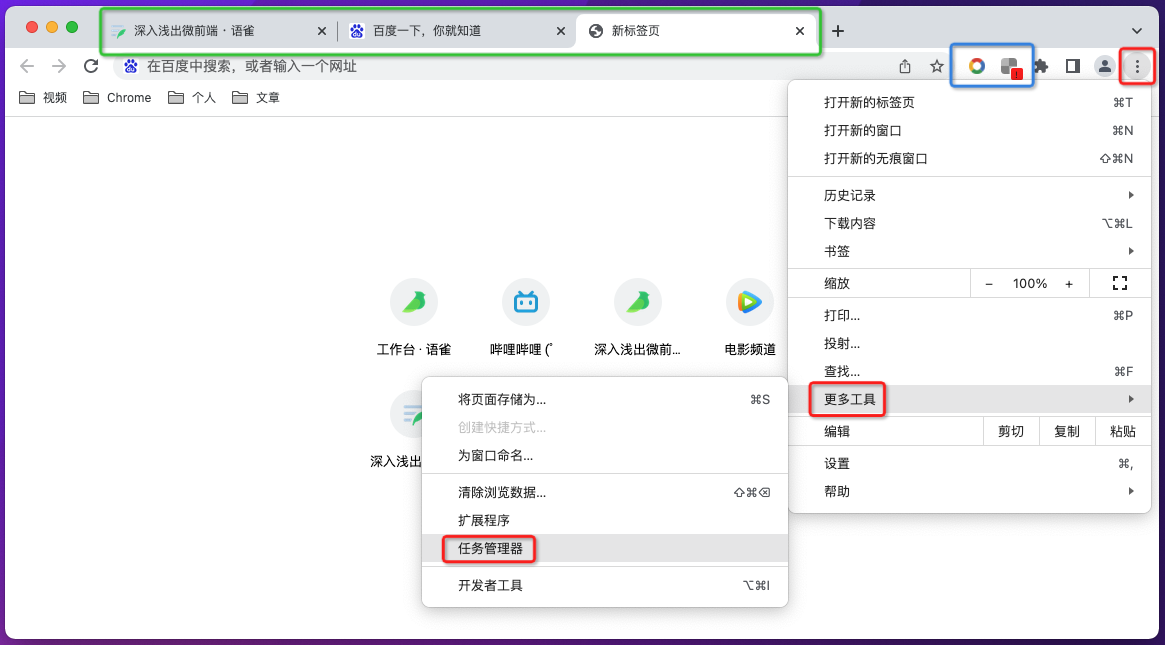 深入浅出微前端 · 语雀
百度一下，你就知道
新标签页
在百度中搜索，或者输入一个网址
视频
Chrome
个人
文章
打开新的标签页 ⌘T
打开新的窗口 ⌘N
打开新的无痕窗口 ⇧⌘N
历史记录
下载内容 ⌥⌘L
书签
缩放 − 100% +
打印... ⌘P
投射...
查找... ⌘F
更多工具
编辑 剪切 复制 粘贴
设置 ⌘,
帮助
工作台 · 语雀
哔哩哔哩 (゜
深入浅出微前...
电影频道
深入浅出
将页面存储为... ⌘S
创建快捷方式...
为窗口命名...
清除浏览数据... ⇧⌘⌫
扩展程序
任务管理器
开发者工具 ⌥⌘I